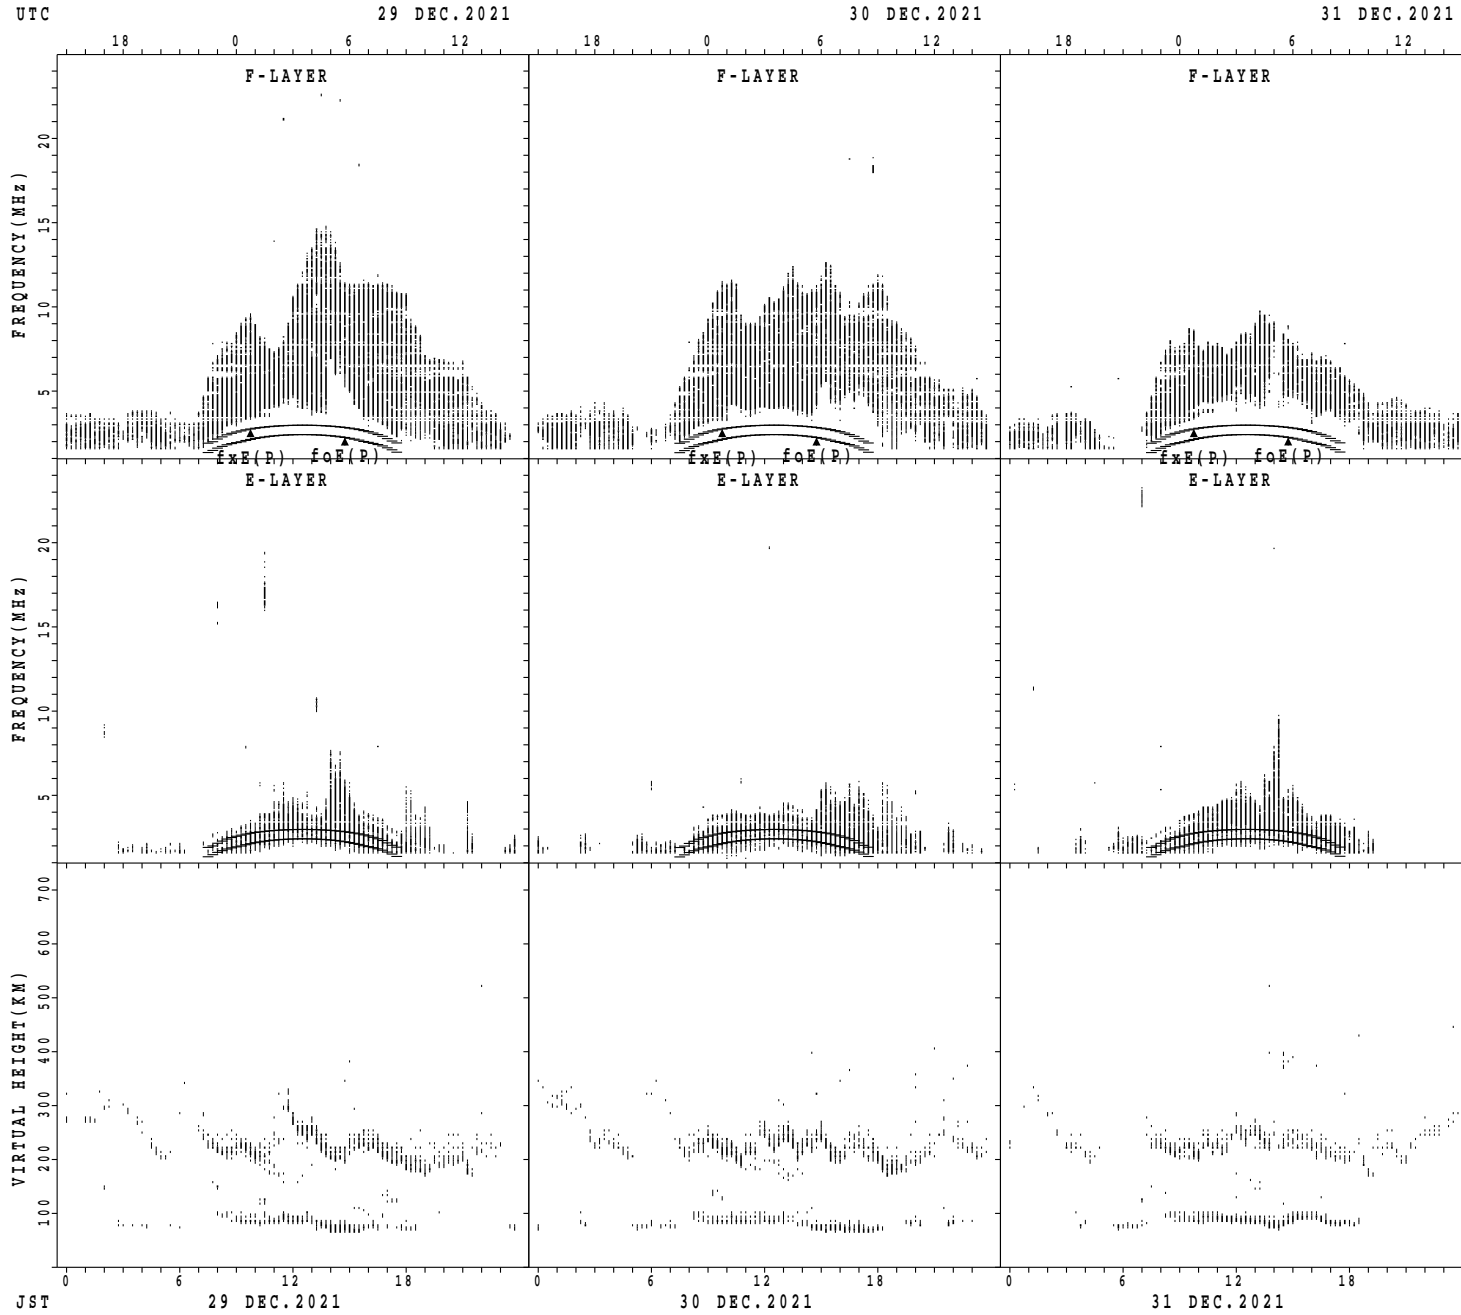 UTC 29 DEC.2021 30 DEC.2021 31 DEC.2021
18 0 6 12 18 0 6 12 18 0 6 12
F-LAYER F-LAYER F-LAYER
FREQUENCY(MHz)
20
15
10
5
fxE(P) foE(P) fxE(P) foE(P) fxE(P) foE(P)
E-LAYER E-LAYER E-LAYER
FREQUENCY(MHz)
20
15
10
5
VIRTUAL HEIGHT(KM)
700
600
500
400
300
200
100
0 6 12 18 0 6 12 18 0 6 12 18
JST 29 DEC.2021 30 DEC.2021 31 DEC.2021